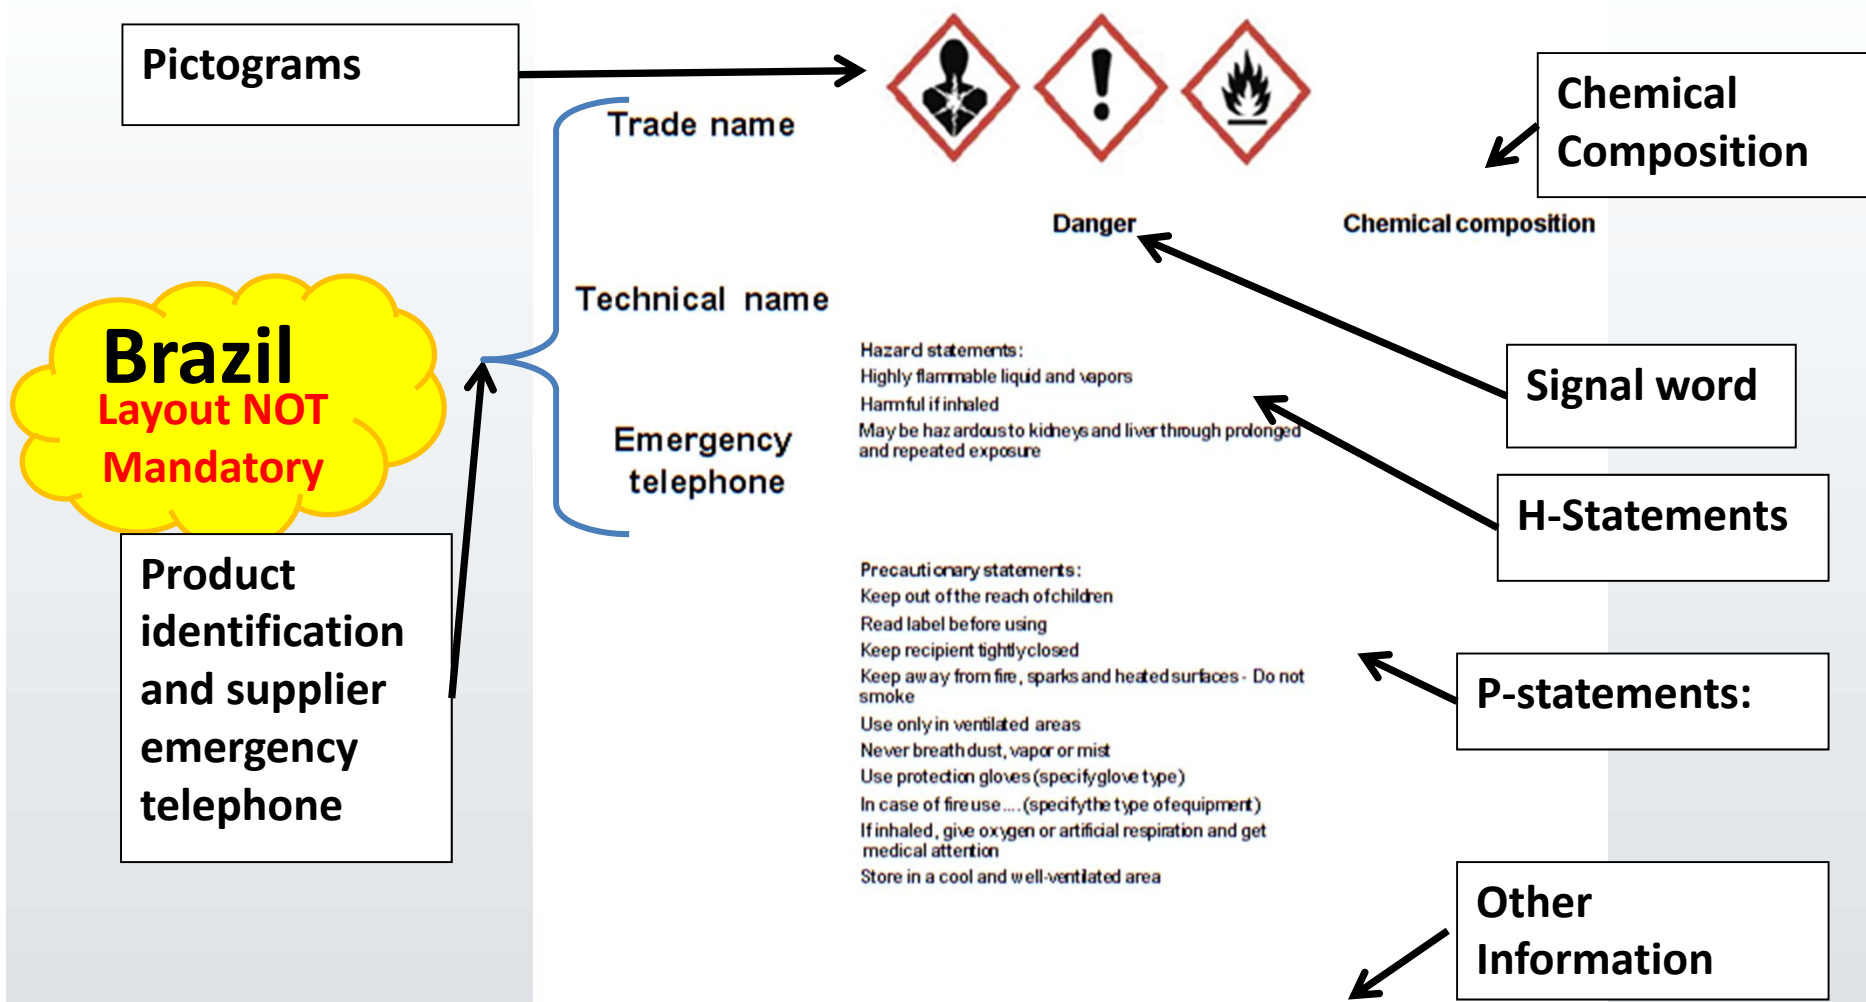 Pictograms
Trade name
Chemical
Composition
Danger
Chemical composition
Technical name
Brazil
Layout NOT
Mandatory
Hazard statements:
Highly flammable liquid and vapors
Harmful if inhaled
May be hazardous to kidneys and liver through prolonged
and repeated exposure
Signal word
Emergency
telephone
H-Statements
Product
identification
and supplier
emergency
telephone
Precautionary statements:
Keep out of the reach of children
Read label before using
Keep recipient tightly closed
Keep away from fire, sparks and heated surfaces - Do not
smoke
Use only in ventilated areas
Never breath dust, vapor or mist
Use protection gloves (specify glove type)
In case of fire use.... (specify the type of equipment)
If inhaled, give oxygen or artificial respiration and get
medical attention
Store in a cool and well-ventilated area
P-statements:
Other
Information